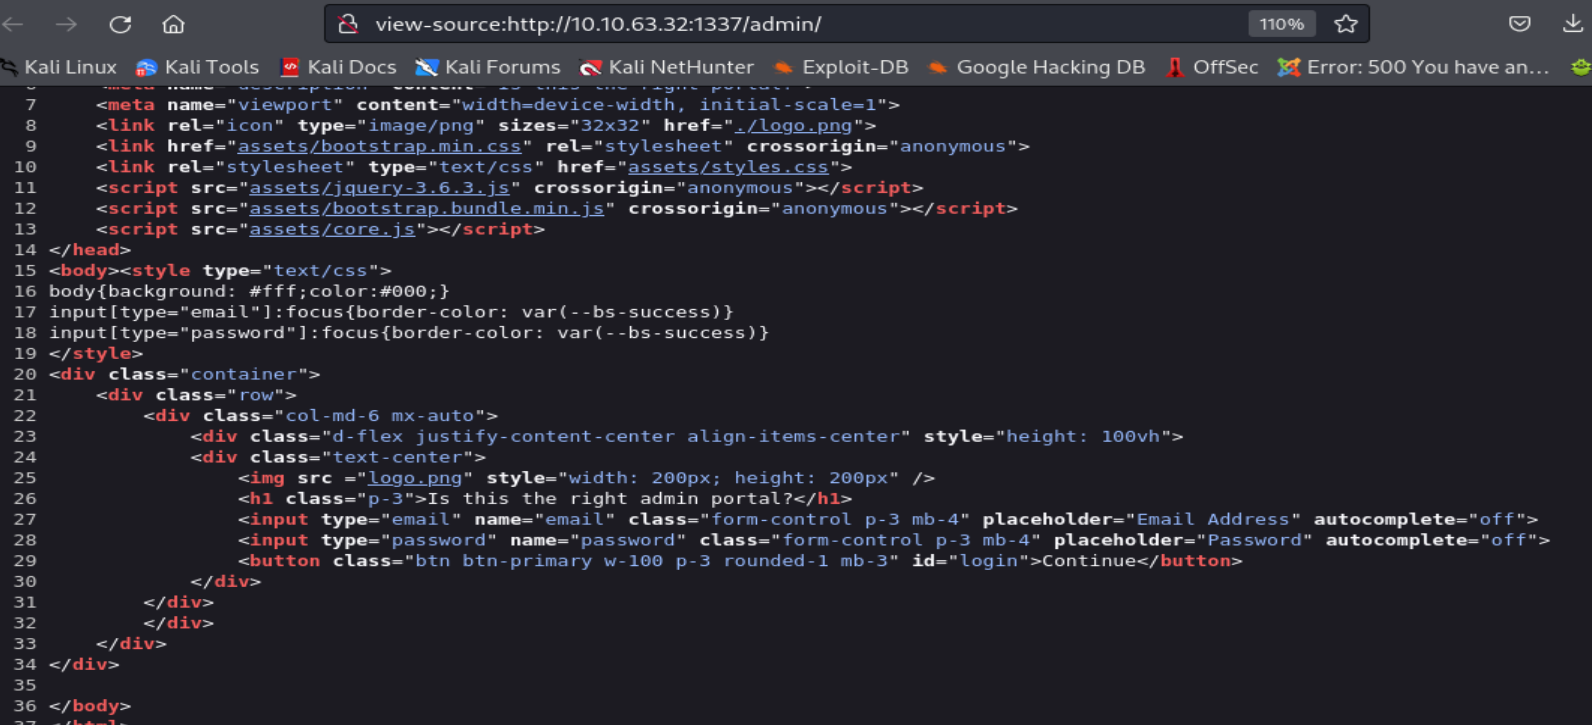 view-source:http://10.10.63.32:1337/admin/ 110%
Kali Linux Kali Tools Kali Docs Kali Forums Kali NetHunter Exploit-DB Google Hacking DB OffSec Error: 500 You have an...
7 <meta name="viewport" content="width=device-width, initial-scale=1">
8 <link rel="icon" type="image/png" sizes="32x32" href="./logo.png">
9 <link href="assets/bootstrap.min.css" rel="stylesheet" crossorigin="anonymous">
10 <link rel="stylesheet" type="text/css" href="assets/styles.css">
11 <script src="assets/jquery-3.6.3.js" crossorigin="anonymous"></script>
12 <script src="assets/bootstrap.bundle.min.js" crossorigin="anonymous"></script>
13 <script src="assets/core.js"></script>
14 </head>
15 <body><style type="text/css">
16 body{background: #fff;color:#000;}
17 input[type="email"]:focus{border-color: var(--bs-success)}
18 input[type="password"]:focus{border-color: var(--bs-success)}
19 </style>
20 <div class="container">
21 <div class="row">
22 <div class="col-md-6 mx-auto">
23 <div class="d-flex justify-content-center align-items-center" style="height: 100vh">
24 <div class="text-center">
25 <img src ="logo.png" style="width: 200px; height: 200px" />
26 <h1 class="p-3">Is this the right admin portal?</h1>
27 <input type="email" name="email" class="form-control p-3 mb-4" placeholder="Email Address" autocomplete="off">
28 <input type="password" name="password" class="form-control p-3 mb-4" placeholder="Password" autocomplete="off">
29 <button class="btn btn-primary w-100 p-3 rounded-1 mb-3" id="login">Continue</button>
30 </div>
31 </div>
32 </div>
33 </div>
34 </div>
35
36 </body>